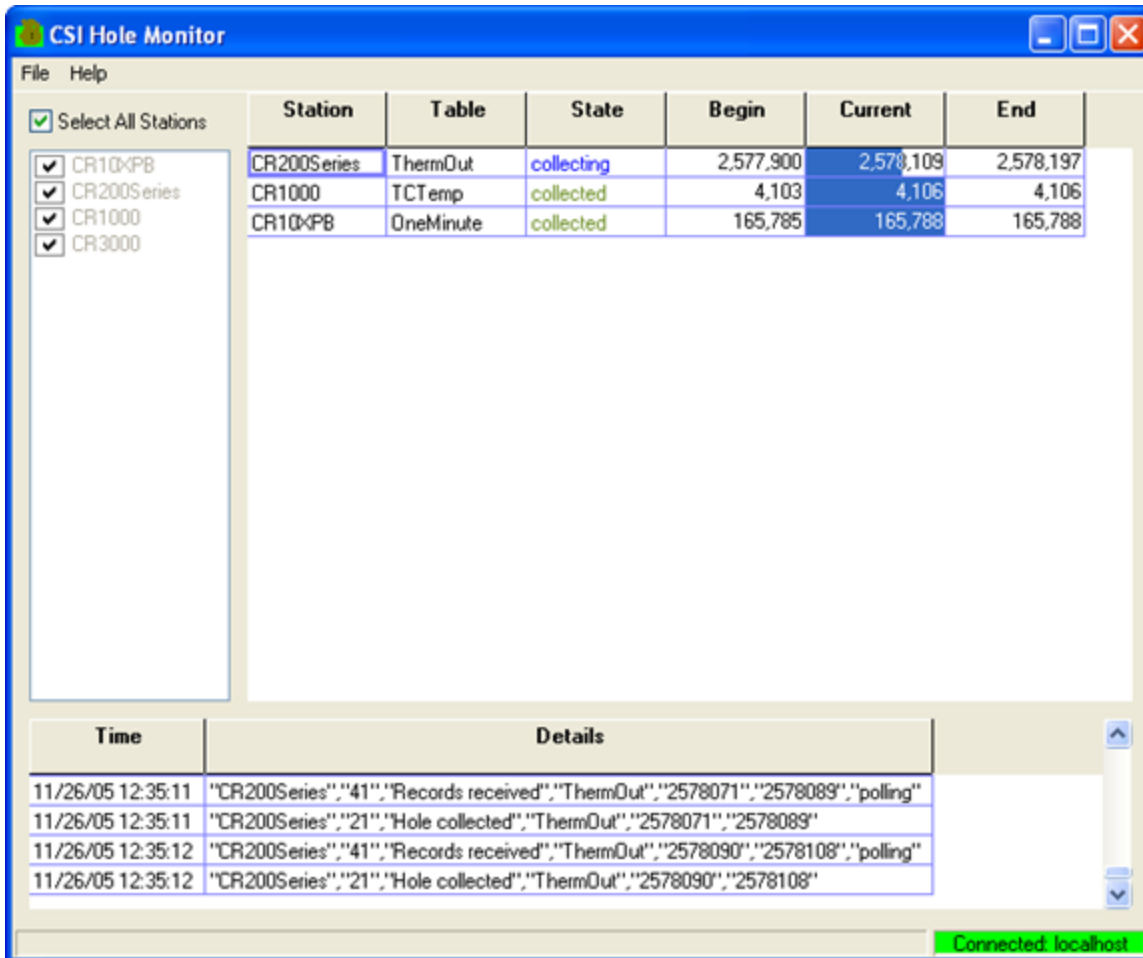 CSI Hole Monitor
File Help
Select All Stations
CR10XPB
CR200Series
CR1000
CR3000
Station Table State Begin Current End
CR200Series ThermOut collecting 2,577,900 2,578,109 2,578,197
CR1000 TCTemp collected 4,103 4,106 4,106
CR10XPB OneMinute collected 165,785 165,788 165,788
Time Details
11/26/05 12:35:11 "CR200Series","41","Records received","ThermOut","2578071","2578089","polling"
11/26/05 12:35:11 "CR200Series","21","Hole collected","ThermOut","2578071","2578089"
11/26/05 12:35:12 "CR200Series","41","Records received","ThermOut","2578090","2578108","polling"
11/26/05 12:35:12 "CR200Series","21","Hole collected","ThermOut","2578090","2578108"
Connected: localhost